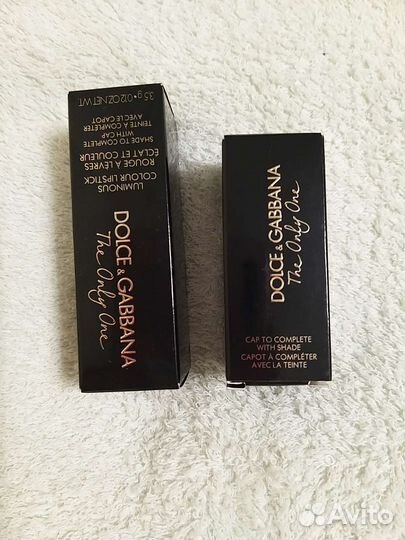 DOLCE & GABBANA
The Only One
LUMINOUS
COLOUR LIPSTICK
ROUGE À LÈVRES
ÉCLAT ET COULEUR
SHADE TO COMPLETE
WITH CAP
TEINTE À COMPLÉTER
AVEC LE CAPOT
3.5 g • 0.12 OZ.NET WT.
DOLCE & GABBANA
The Only One
CAP TO COMPLETE
WITH SHADE
CAPOT À COMPLÉTER
AVEC LA TEINTE
Avito